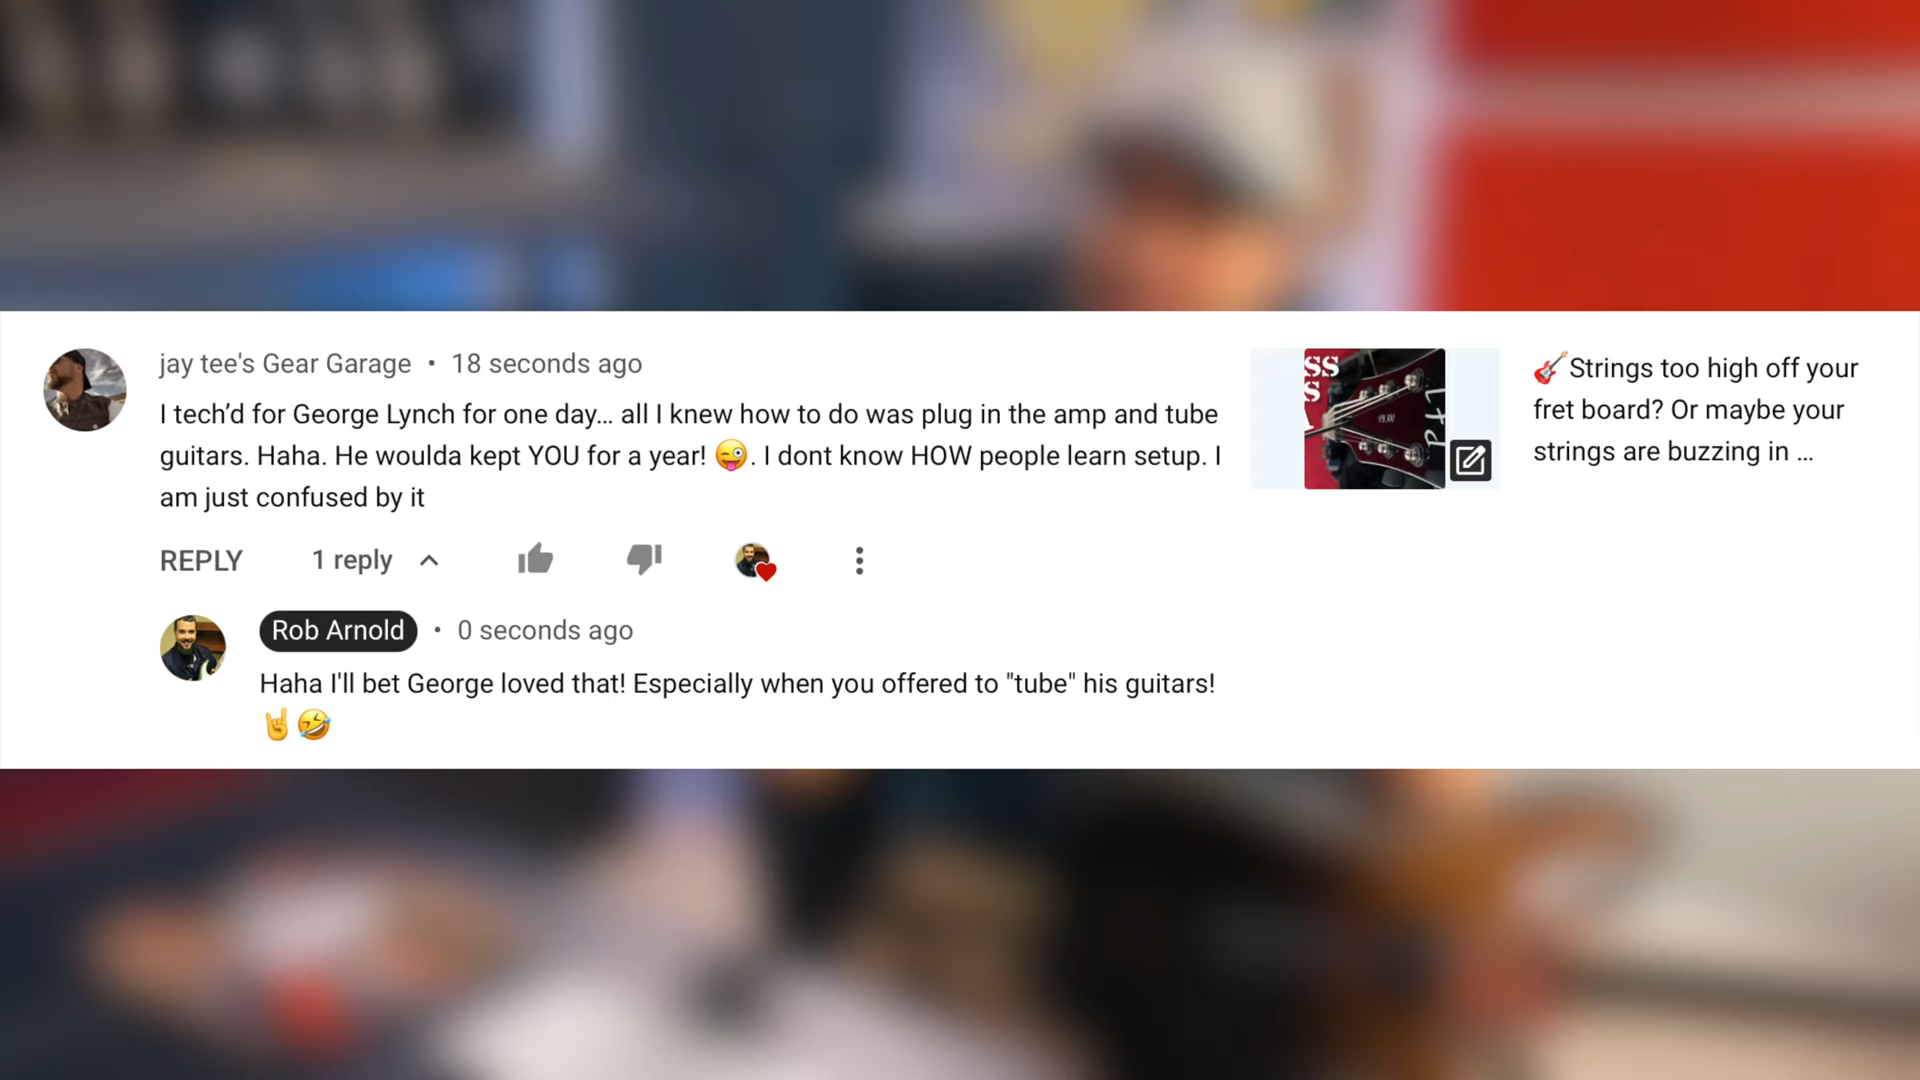 jay tee's Gear Garage • 18 seconds ago
I tech’d for George Lynch for one day... all I knew how to do was plug in the amp and tube
guitars. Haha. He woulda kept YOU for a year! 😜. I dont know HOW people learn setup. I
am just confused by it
REPLY 1 reply
Rob Arnold • 0 seconds ago
Haha I'll bet George loved that! Especially when you offered to "tube" his guitars!
🤘🤣
SS
S
LTD
🎸Strings too high off your
fret board? Or maybe your
strings are buzzing in ...